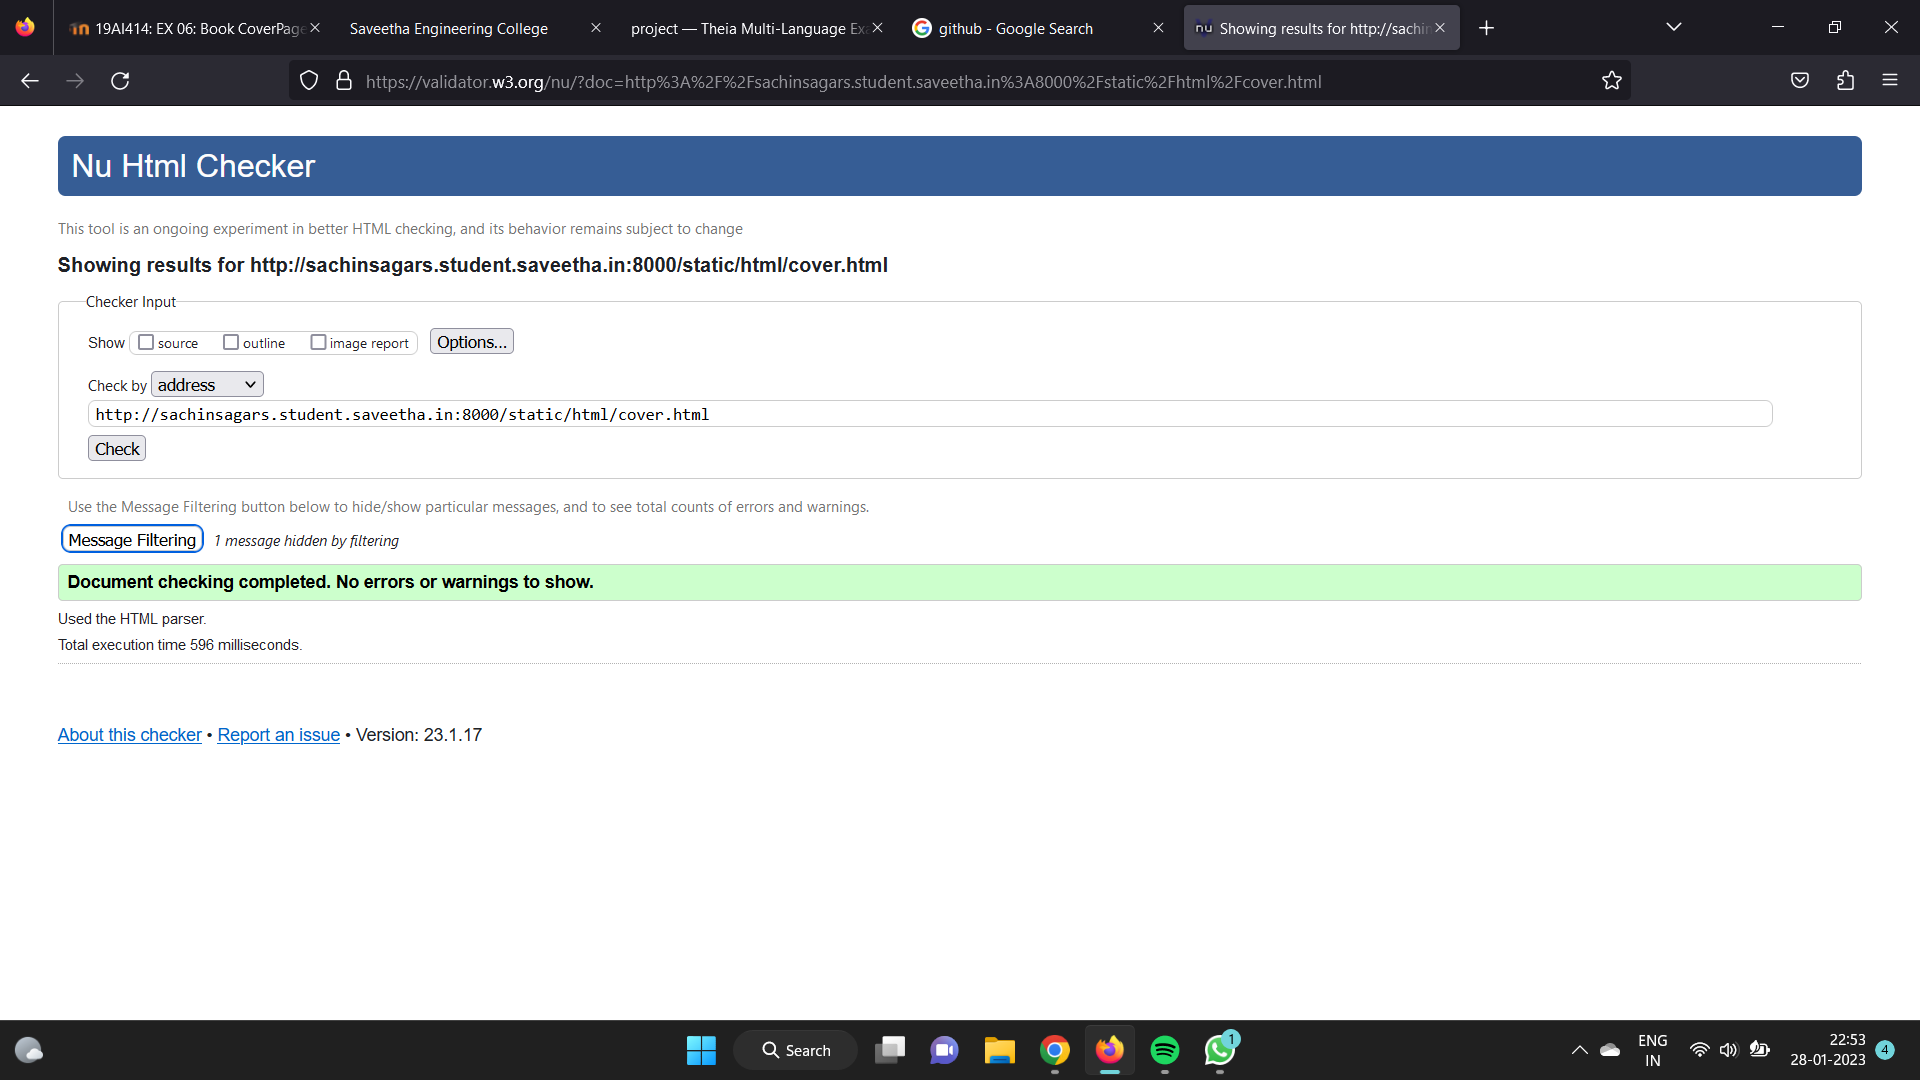 19AI414: EX 06: Book CoverPage
Saveetha Engineering College
project — Theia Multi-Language Exa
github - Google Search
Showing results for http://sachin
https://validator.w3.org/nu/?doc=http%3A%2F%2Fsachinsagars.student.saveetha.in%3A8000%2Fstatic%2Fhtml%2Fcover.html
Nu Html Checker
This tool is an ongoing experiment in better HTML checking, and its behavior remains subject to change
Showing results for http://sachinsagars.student.saveetha.in:8000/static/html/cover.html
Checker Input
Show source outline image report Options...
Check by address
http://sachinsagars.student.saveetha.in:8000/static/html/cover.html
Check
Use the Message Filtering button below to hide/show particular messages, and to see total counts of errors and warnings.
Message Filtering 1 message hidden by filtering
Document checking completed. No errors or warnings to show.
Used the HTML parser.
Total execution time 596 milliseconds.
About this checker • Report an issue • Version: 23.1.17
Search
1
ENG
IN
22:53
28-01-2023
4